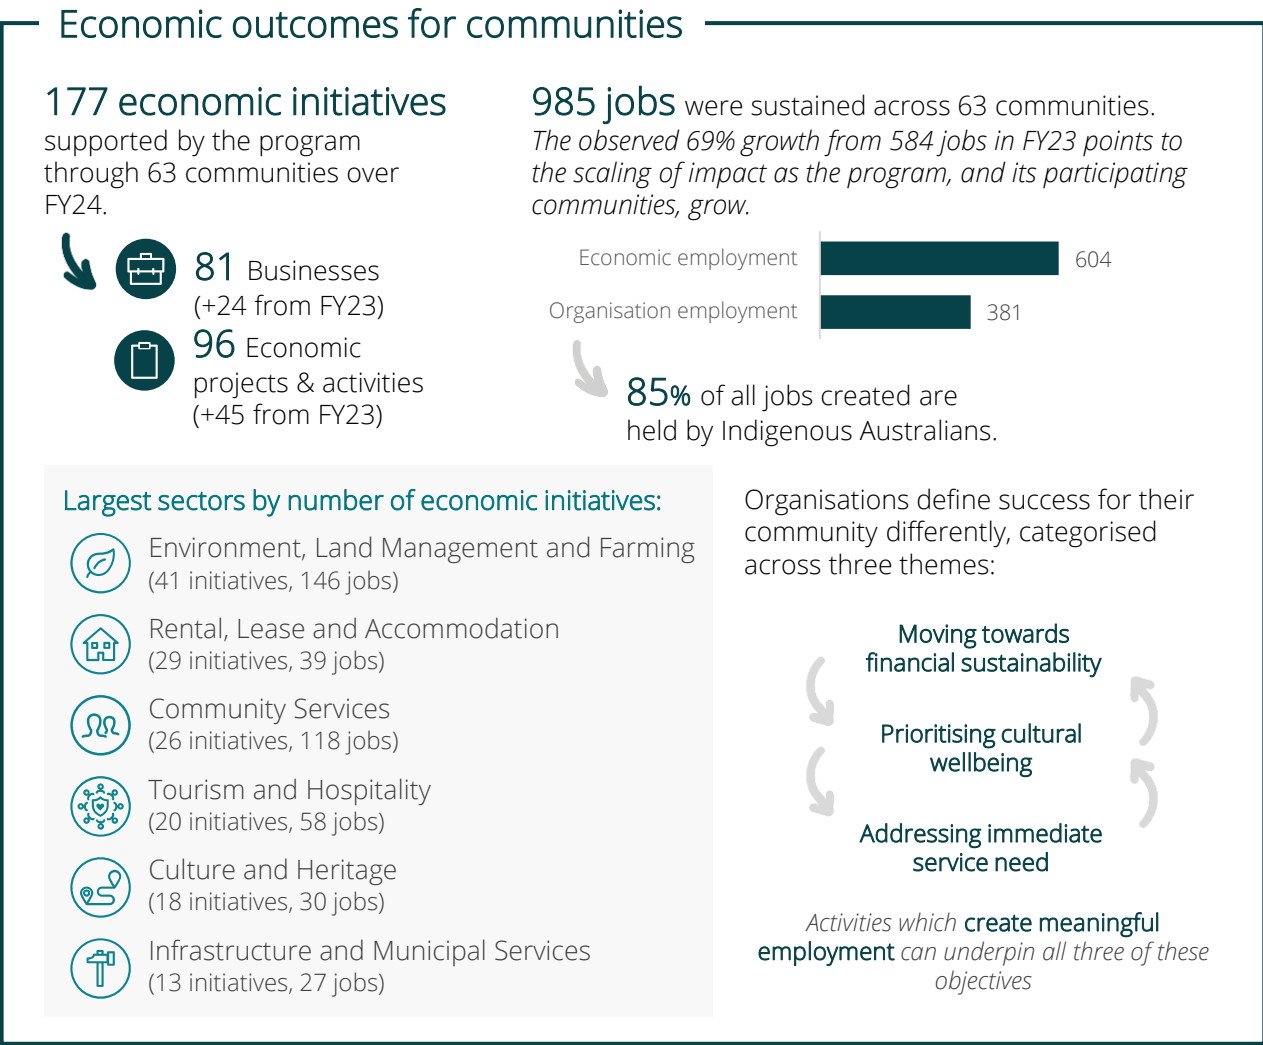 Economic outcomes for communities
177 economic initiatives
supported by the program
through 63 communities over
FY24.
81 Businesses
(+24 from FY23)
96 Economic
projects & activities
(+45 from FY23)
985 jobs were sustained across 63 communities.
The observed 69% growth from 584 jobs in FY23 points to
the scaling of impact as the program, and its participating
communities, grow.
Economic employment 604
Organisation employment 381
85% of all jobs created are
held by Indigenous Australians.
Largest sectors by number of economic initiatives:
Environment, Land Management and Farming
(41 initiatives, 146 jobs)
Rental, Lease and Accommodation
(29 initiatives, 39 jobs)
Community Services
(26 initiatives, 118 jobs)
Tourism and Hospitality
(20 initiatives, 58 jobs)
Culture and Heritage
(18 initiatives, 30 jobs)
Infrastructure and Municipal Services
(13 initiatives, 27 jobs)
Organisations define success for their
community differently, categorised
across three themes:
Moving towards
financial sustainability
Prioritising cultural
wellbeing
Addressing immediate
service need
Activities which create meaningful
employment can underpin all three of these
objectives